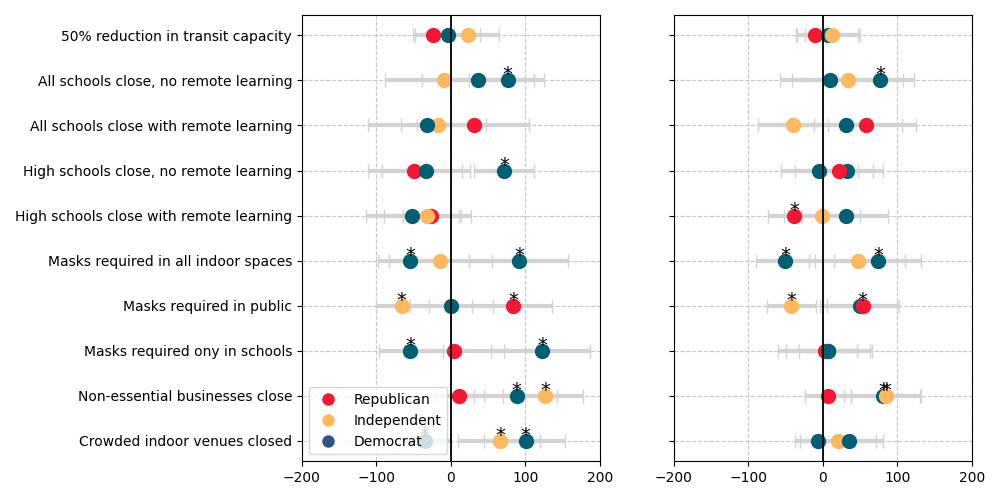 50% reduction in transit capacity
All schools close, no remote learning
All schools close with remote learning
High schools close, no remote learning
High schools close with remote learning
Masks required in all indoor spaces
Masks required in public
Masks required ony in schools
Non-essential businesses close
Crowded indoor venues closed
Republican
Independent
Democrat
−200 −100 0 100 200
−200 −100 0 100 200